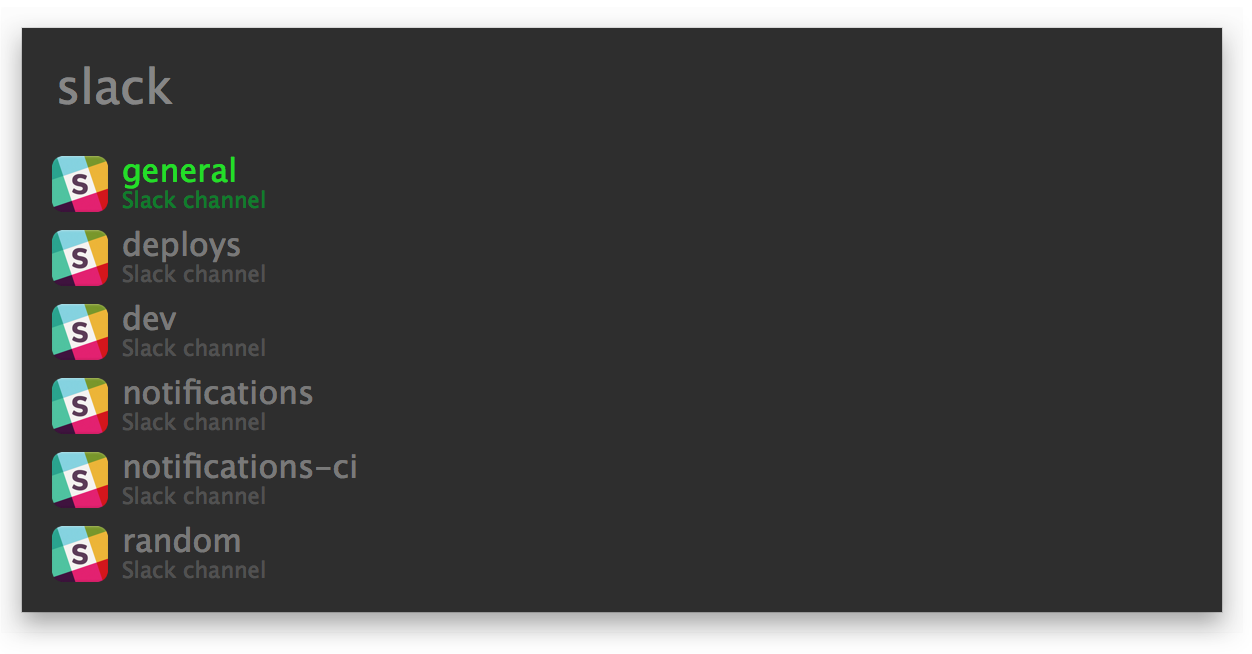 slack
S
general
Slack channel
S
deploys
Slack channel
S
dev
Slack channel
S
notifications
Slack channel
S
notifications-ci
Slack channel
S
random
Slack channel